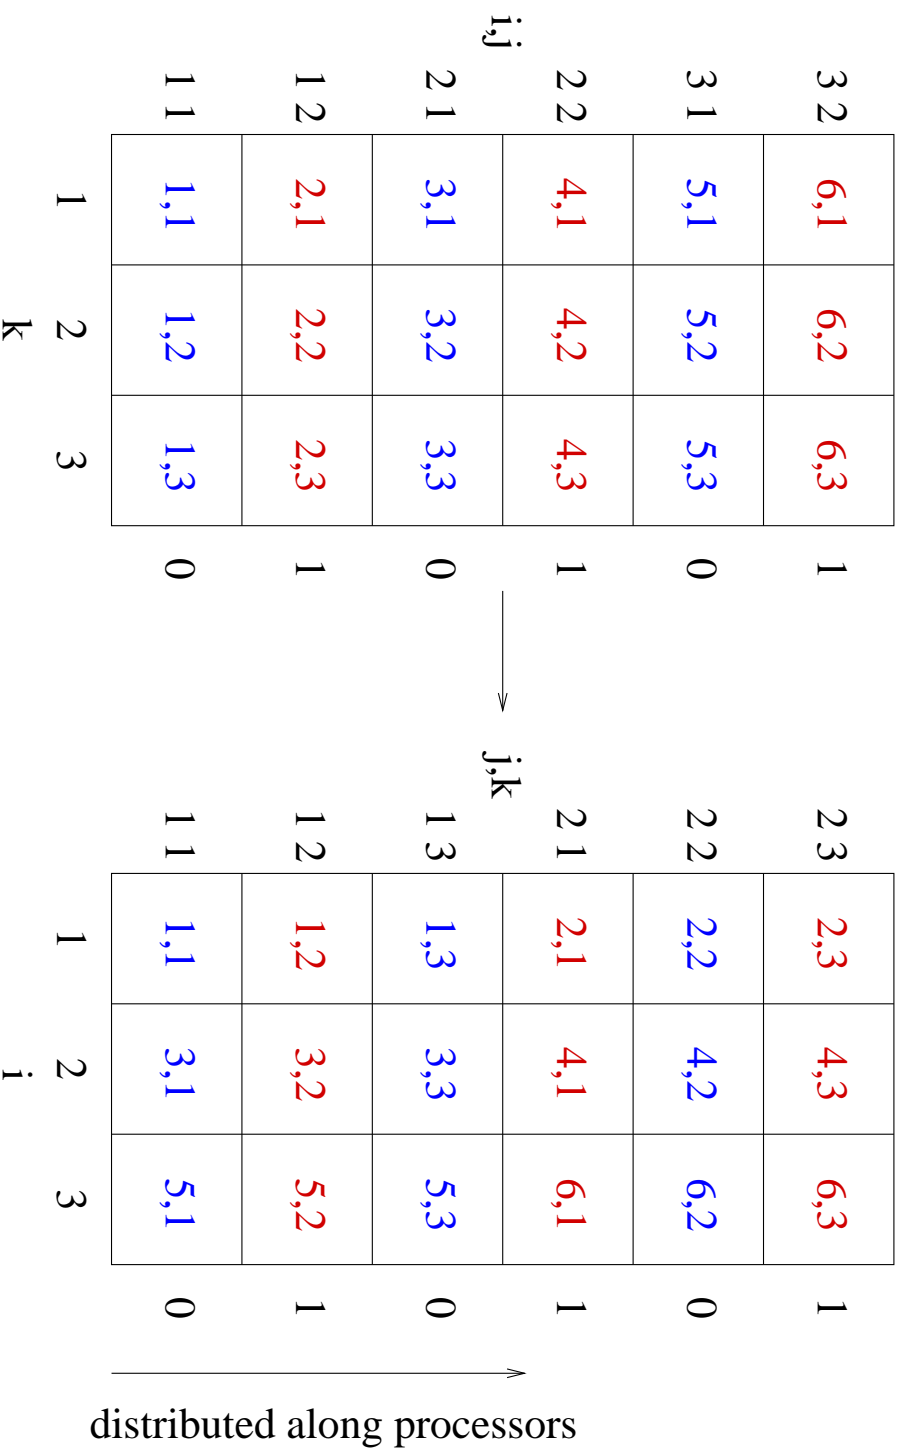 3 2 6,1 6,2 6,3 1
3 1 5,1 5,2 5,3 0
2 2 4,1 4,2 4,3 1
i,j
2 1 3,1 3,2 3,3 0
1 2 2,1 2,2 2,3 1
1 1 1,1 1,2 1,3 0
1 2 3
k
2 3 2,3 4,3 6,3 1
2 2 2,2 4,2 6,2 0
2 1 2,1 4,1 6,1 1
j,k
1 3 1,3 3,3 5,3 0
1 2 1,2 3,2 5,2 1
1 1 1,1 3,1 5,1 0
1 2 3
i
distributed along processors